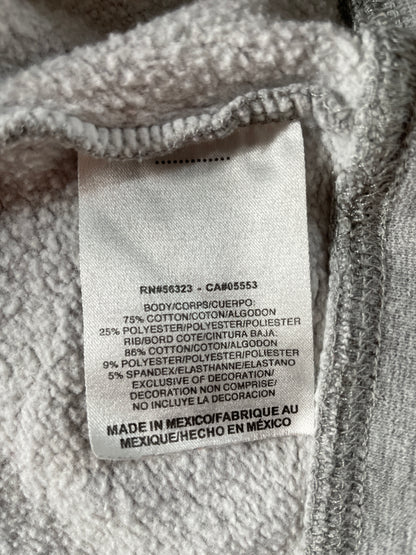 RN#56323 - CA#05553
BODY/CORPS/CUERPO:
75% COTTON/COTON/ALGODON
25% POLYESTER/POLYESTER/POLIESTER
RIB/BORD COTE/CINTURA BAJA:
86% COTTON/COTON/ALGODON
9% POLYESTER/POLYESTER/POLIESTER
5% SPANDEX/ELASTHANNE/ELASTANO
EXCLUSIVE OF DECORATION/
DECORATION NON COMPRISE/
NO INCLUYE LA DECORACION
MADE IN MEXICO/FABRIQUE AU
MEXIQUE/HECHO EN MÉXICO